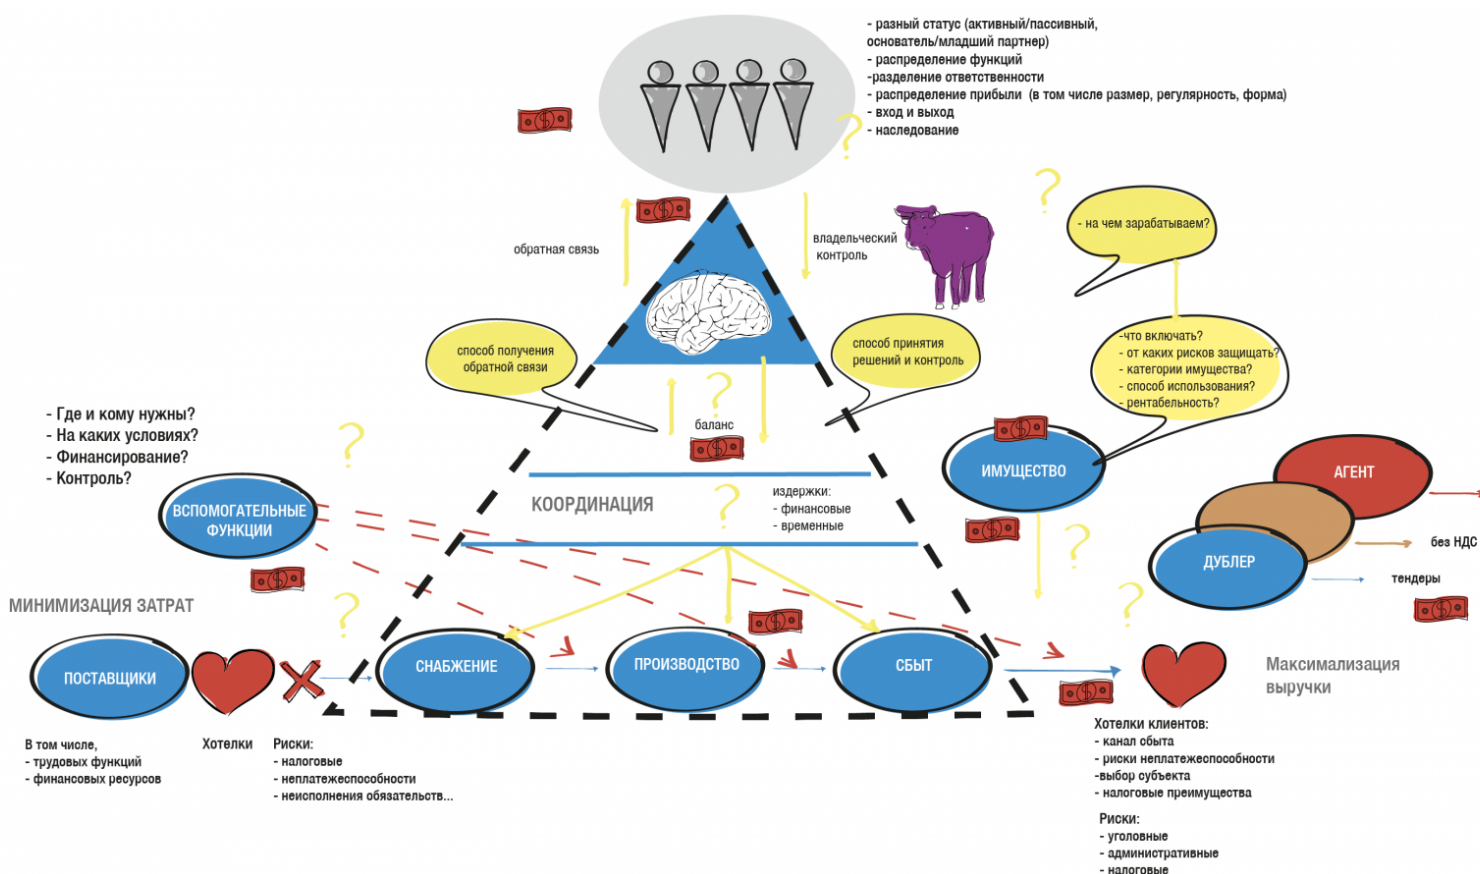 - разный статус (активный/пассивный,
основатель/младший партнер)
- распределение функций
-разделение ответственности
- распределение прибыли (в том числе размер, регулярность, форма)
- вход и выход
- наследование
обратная связь
владельческий
контроль
- на чем зарабатываем?
способ получения
обратной связи
способ принятия
решений и контроль
-что включать?
- от каких рисков защищать?
- категории имущества?
- способ использования?
- рентабельность?
- Где и кому нужны?
- На каких условиях?
- Финансирование?
- Контроль?
баланс
ИМУЩЕСТВО
АГЕНТ
ВСПОМОГАТЕЛЬНЫЕ
ФУНКЦИИ
КООРДИНАЦИЯ
издержки:
- финансовые
- временные
без НДС
ДУБЛЕР
тендеры
МИНИМИЗАЦИЯ ЗАТРАТ
ПОСТАВЩИКИ
СНАБЖЕНИЕ
ПРОИЗВОДСТВО
СБЫТ
Максимализация
выручки
В том числе,
- трудовых функций
- финансовых ресурсов
Хотелки
Риски:
- налоговые
- неплатежеспособности
- неисполнения обязательств...
Хотелки клиентов:
- канал сбыта
- риски неплатежеспособности
-выбор субъекта
- налоговые преимущества
Риски:
- уголовные
- административные
- налоговые